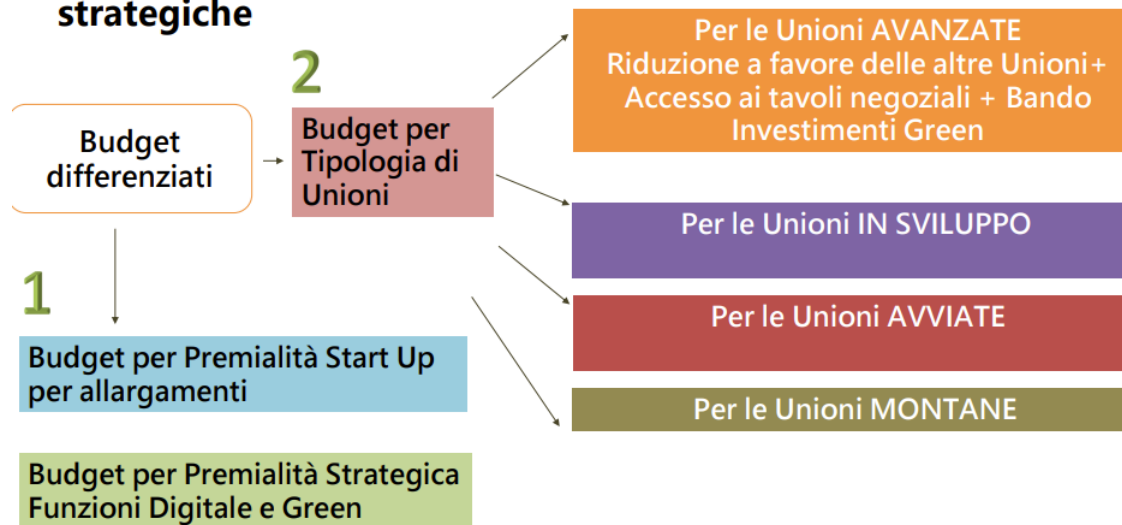 strategiche
Budget
differenziati
2
Budget per
Tipologia di
Unioni
Per le Unioni AVANZATE
Riduzione a favore delle altre Unioni+
Accesso ai tavoli negoziali + Bando
Investimenti Green
Per le Unioni IN SVILUPPO
Per le Unioni AVVIATE
Per le Unioni MONTANE
1
Budget per Premialità Start Up
per allargamenti
Budget per Premialità Strategica
Funzioni Digitale e Green